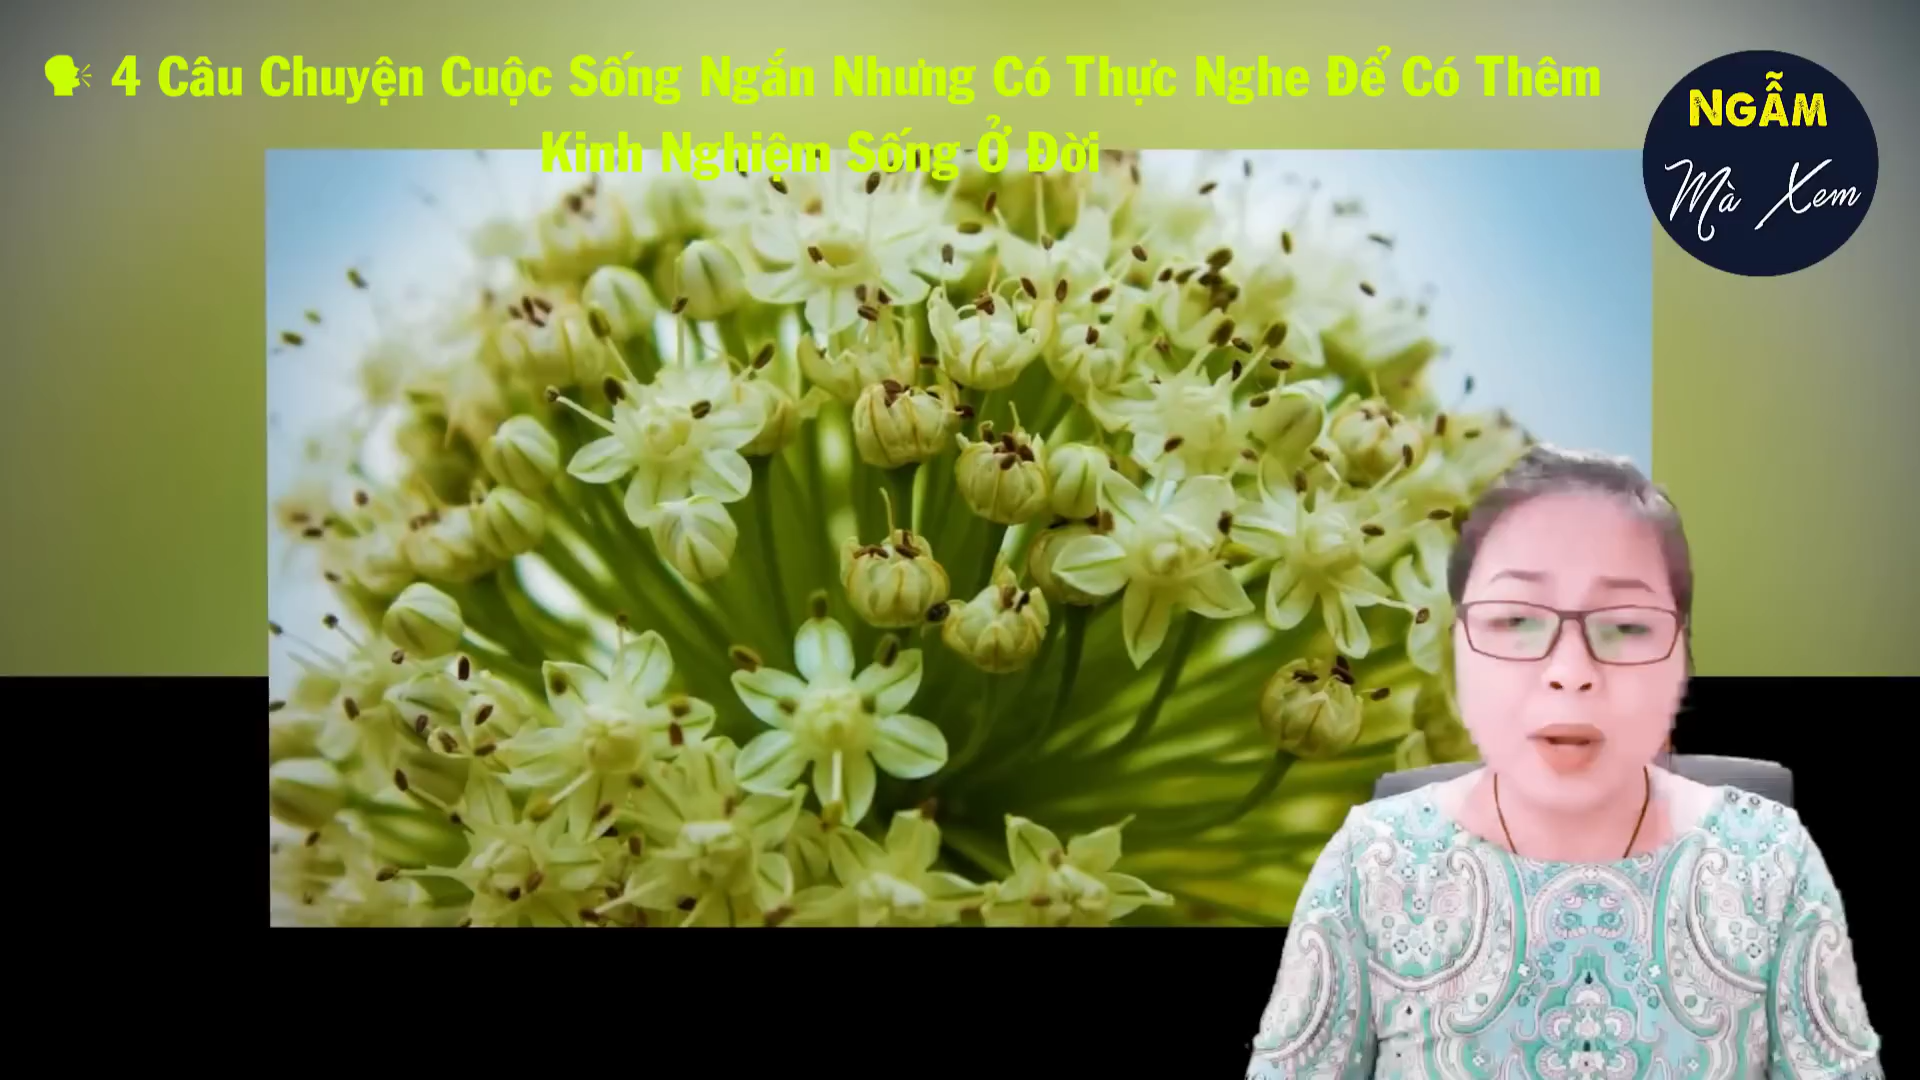 🗣 4 Câu Chuyện Cuộc Sống Ngắn Nhưng Có Thực Nghe Để Có Thêm
Kinh Nghiệm Sống Ở Đời
NGẪM
Mà Xem